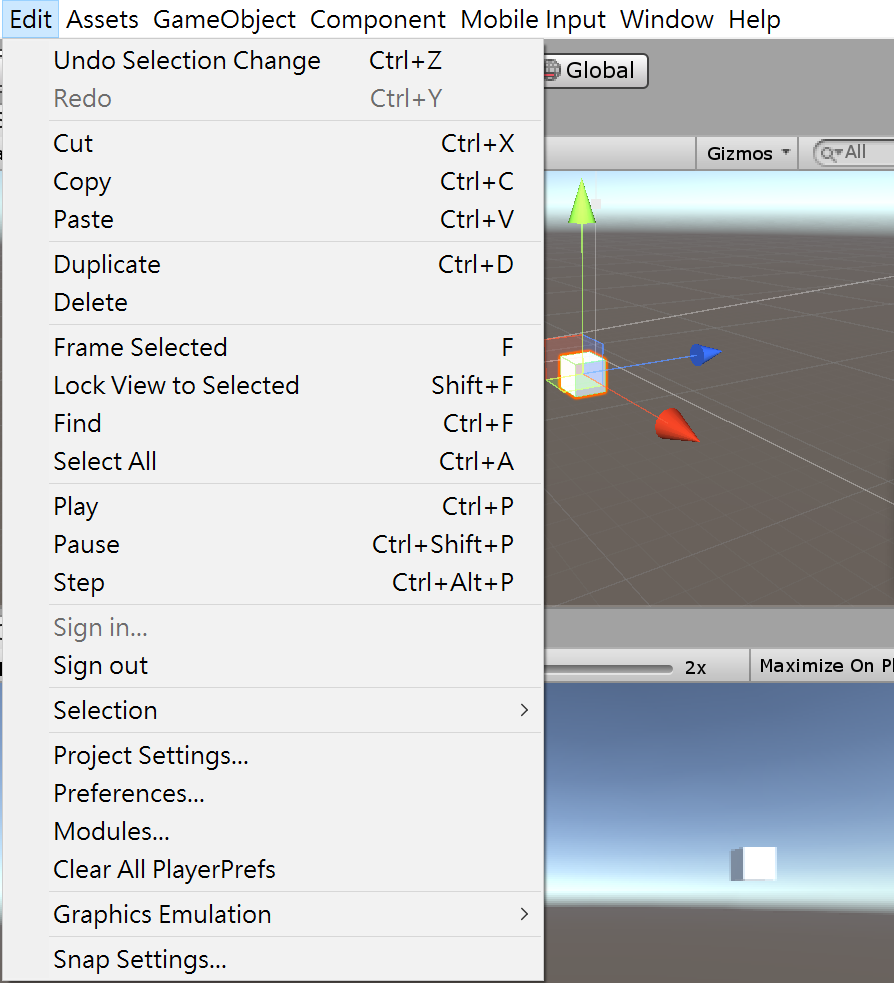 Edit Assets GameObject Component Mobile Input Window Help
Undo Selection Change Ctrl+Z
Global
Redo Ctrl+Y
Cut Ctrl+X
Gizmos All
Copy Ctrl+C
Paste Ctrl+V
Duplicate Ctrl+D
Delete
Frame Selected F
Lock View to Selected Shift+F
Find Ctrl+F
Select All Ctrl+A
Play Ctrl+P
Pause Ctrl+Shift+P
Step Ctrl+Alt+P
Sign in...
Sign out
2x Maximize On Pl
Selection
Project Settings...
Preferences...
Modules...
Clear All PlayerPrefs
Graphics Emulation
Snap Settings...